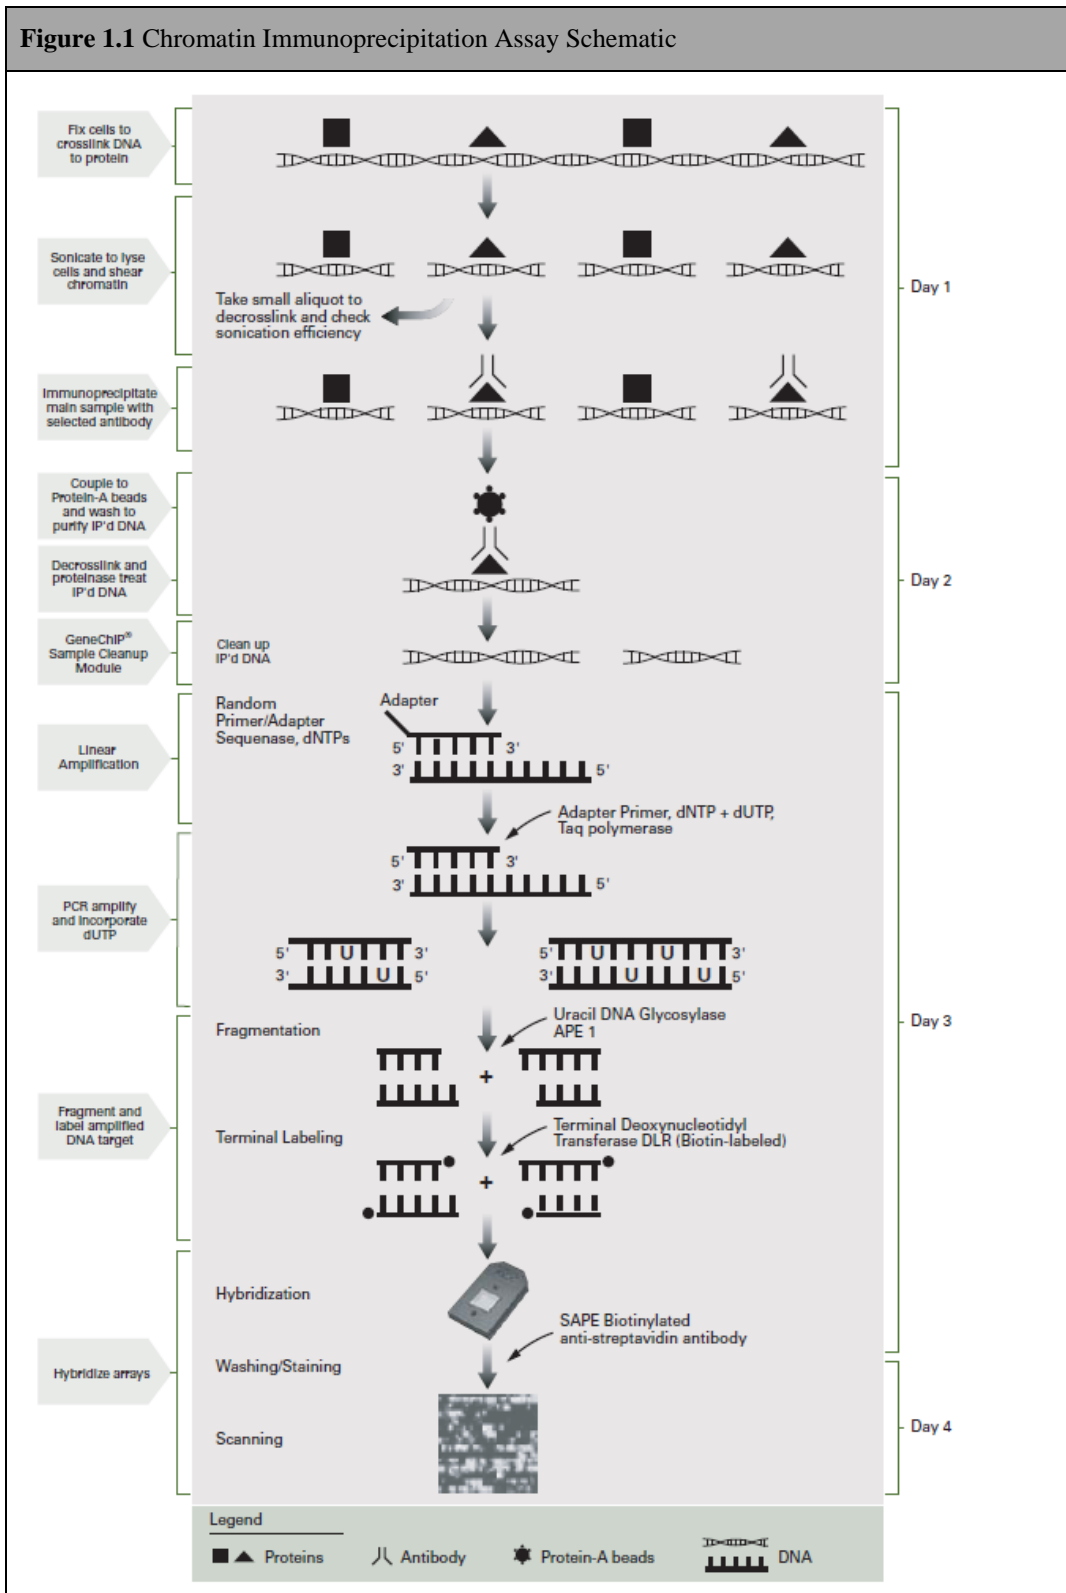 Figure 1.1 Chromatin Immunoprecipitation Assay Schematic
Fix cells to
crosslink DNA
to protein
Sonicate to lyse
cells and shear
chromatin
Take small aliquot to
decrosslink and check
sonication efficiency
Day 1
Immunoprecipitate
main sample with
selected antibody
Couple to
Protein-A beads
and wash to
purify IP'd DNA
Decrosslink and
proteinase treat
IP'd DNA
Day 2
GeneChIP®
Sample Cleanup
Module
Clean up
IP'd DNA
Random
Primer/Adapter
Sequenase, dNTPs
Adapter
5' 3'
3' 5'
Linear
Amplification
Adapter Primer, dNTP + dUTP,
Taq polymerase
5' 3'
3' 5'
PCR amplify
and incorporate
dUTP
5' U 3' 5' U U 3'
3' U 5' 3' U U 5'
Day 3
Fragmentation
Uracil DNA Glycosylase
APE 1
+
Fragment and
label amplified
DNA target
Terminal Labeling
Terminal Deoxynucleotidyl
Transferase DLR (Biotin-labeled)
+
Hybridization
SAPE Biotinylated
anti-streptavidin antibody
Washing/Staining
Hybridize arrays
Scanning
Day 4
Legend
Proteins Antibody Protein-A beads DNA